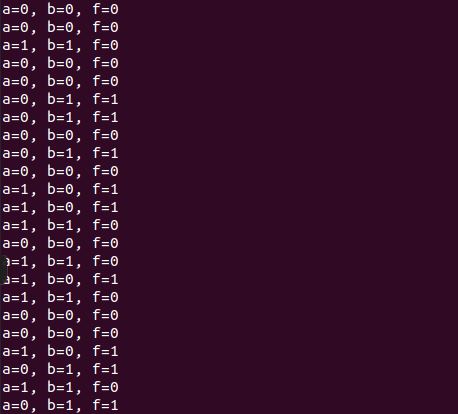 a=0, b=0, f=0
a=0, b=0, f=0
a=1, b=1, f=0
a=0, b=0, f=0
a=0, b=0, f=0
a=0, b=1, f=1
a=0, b=1, f=1
a=0, b=0, f=0
a=0, b=1, f=1
a=0, b=0, f=0
a=1, b=0, f=1
a=1, b=0, f=1
a=1, b=1, f=0
a=0, b=0, f=0
a=1, b=1, f=0
a=1, b=0, f=1
a=1, b=1, f=0
a=0, b=0, f=0
a=0, b=0, f=0
a=1, b=0, f=1
a=0, b=1, f=1
a=1, b=1, f=0
a=0, b=1, f=1